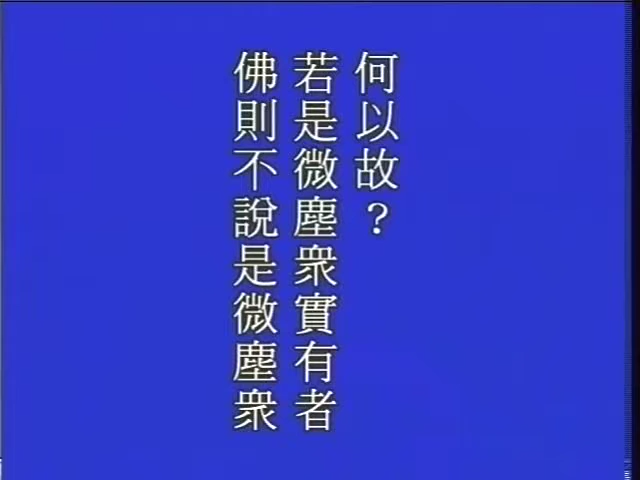 何以故？
若是微塵衆實有者
佛則不說是微塵衆